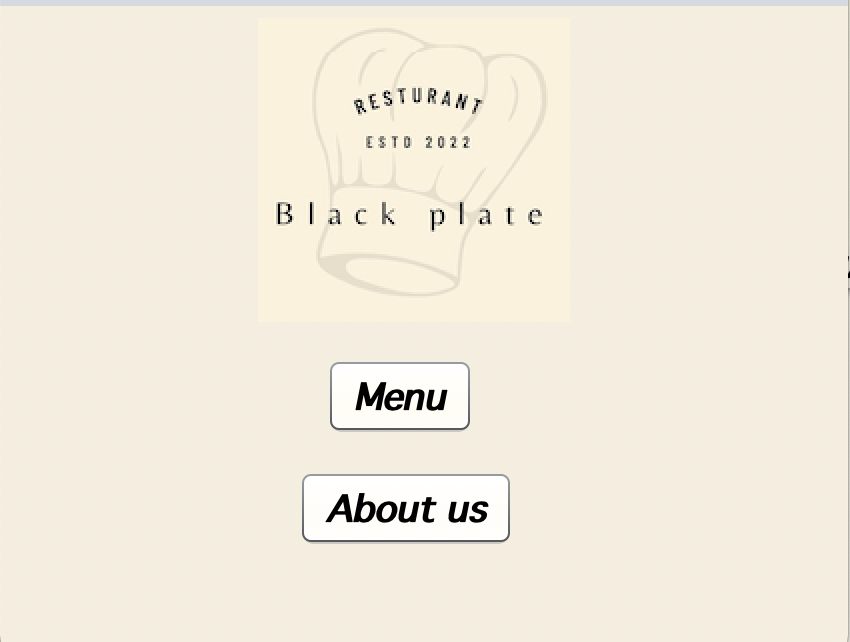 RESTURANT
ESTD 2022
Black plate
Menu
About us